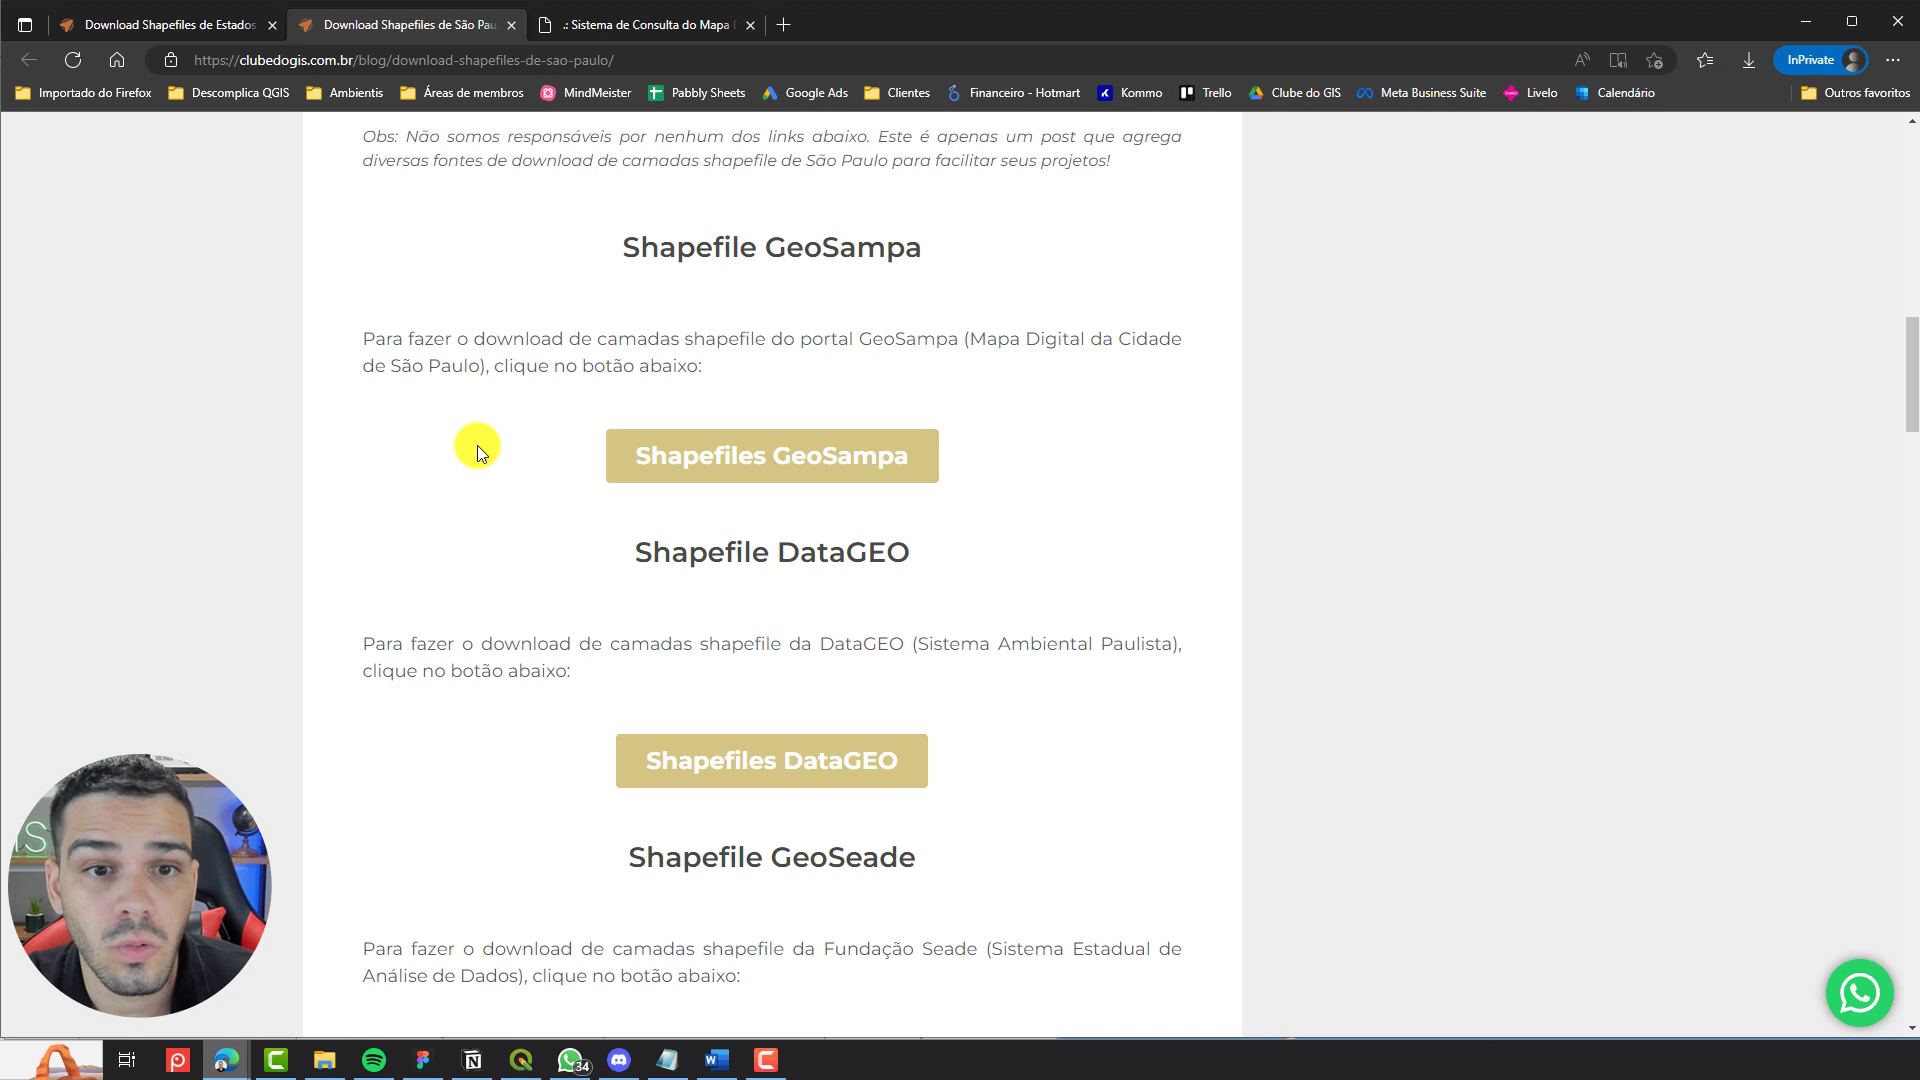 Download Shapefiles de Estados
Download Shapefiles de São Pau
.: Sistema de Consulta do Mapa D
https://clubedogis.com.br/blog/download-shapefiles-de-sao-paulo/
InPrivate
Importado do Firefox
Descomplica QGIS
Ambientis
Áreas de membros
MindMeister
Pabbly Sheets
Google Ads
Clientes
Financeiro - Hotmart
Kommo
Trello
Clube do GIS
Meta Business Suite
Livelo
Calendário
Outros favoritos
Obs: Não somos responsáveis por nenhum dos links abaixo. Este é apenas um post que agrega
diversas fontes de download de camadas shapefile de São Paulo para facilitar seus projetos!
Shapefile GeoSampa
Para fazer o download de camadas shapefile do portal GeoSampa (Mapa Digital da Cidade
de São Paulo), clique no botão abaixo:
Shapefiles GeoSampa
Shapefile DataGEO
Para fazer o download de camadas shapefile da DataGEO (Sistema Ambiental Paulista),
clique no botão abaixo:
Shapefiles DataGEO
Shapefile GeoSeade
Para fazer o download de camadas shapefile da Fundação Seade (Sistema Estadual de
Análise de Dados), clique no botão abaixo:
IS
34